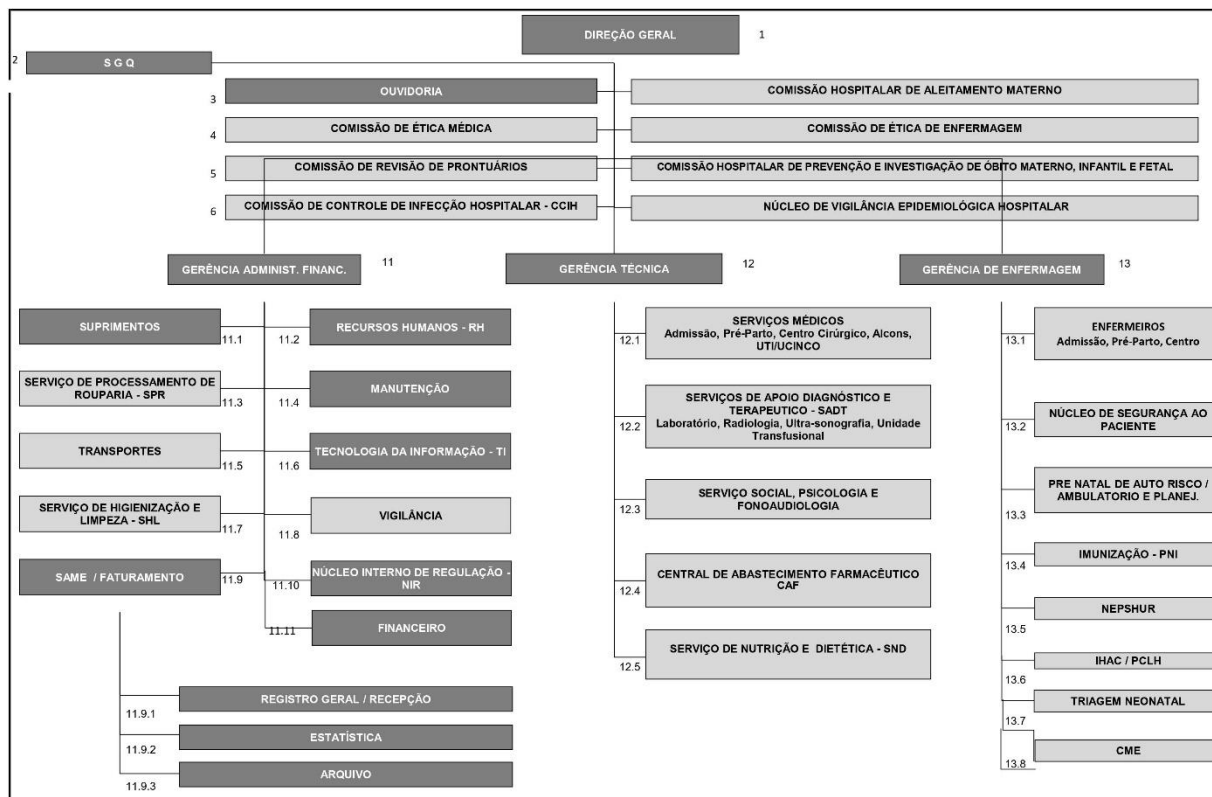 DIREÇÃO GERAL
1
2
S G Q
3
OUVIDORIA
COMISSÃO HOSPITALAR DE ALEITAMENTO MATERNO
4
COMISSÃO DE ÉTICA MÉDICA
COMISSÃO DE ÉTICA DE ENFERMAGEM
5
COMISSÃO DE REVISÃO DE PRONTUÁRIOS
COMISSÃO HOSPITALAR DE PREVENÇÃO E INVESTIGAÇÃO DE ÓBITO MATERNO, INFANTIL E FETAL
6
COMISSÃO DE CONTROLE DE INFECÇÃO HOSPITALAR - CCIH
NÚCLEO DE VIGILÂNCIA EPIDEMIOLÓGICA HOSPITALAR
GERÊNCIA ADMINIST. FINANC.
11
GERÊNCIA TÉCNICA
12
GERÊNCIA DE ENFERMAGEM
13
SUPRIMENTOS
11.1
11.2
RECURSOS HUMANOS - RH
SERVIÇO DE PROCESSAMENTO DE
ROUPARIA - SPR
11.3
11.4
MANUTENÇÃO
TRANSPORTES
11.5
11.6
TECNOLOGIA DA INFORMAÇÃO - TI
SERVIÇO DE HIGIENIZAÇÃO E
LIMPEZA - SHL
11.7
11.8
VIGILÂNCIA
SAME / FATURAMENTO
11.9
11.10
NÚCLEO INTERNO DE REGULAÇÃO -
NIR
11.11
FINANCEIRO
11.9.1
REGISTRO GERAL / RECEPÇÃO
11.9.2
ESTATÍSTICA
11.9.3
ARQUIVO
12.1
SERVIÇOS MÉDICOS
Admissão, Pré-Parto, Centro Cirúrgico, Alcons,
UTI/UCINCO
12.2
SERVIÇOS DE APOIO DIAGNÓSTICO E
TERAPEUTICO - SADT
Laboratório, Radiologia, Ultra-sonografia, Unidade
Transfusional
12.3
SERVIÇO SOCIAL, PSICOLOGIA E
FONOAUDIOLOGIA
12.4
CENTRAL DE ABASTECIMENTO FARMACÊUTICO
CAF
12.5
SERVIÇO DE NUTRIÇÃO E DIETÉTICA - SND
13.1
ENFERMEIROS
Admissão, Pré-Parto, Centro
13.2
NÚCLEO DE SEGURANÇA AO
PACIENTE
13.3
PRE NATAL DE AUTO RISCO /
AMBULATORIO E PLANEJ.
13.4
IMUNIZAÇÃO - PNI
13.5
NEPSHUR
13.6
IHAC / PCLH
13.7
TRIAGEM NEONATAL
13.8
CME